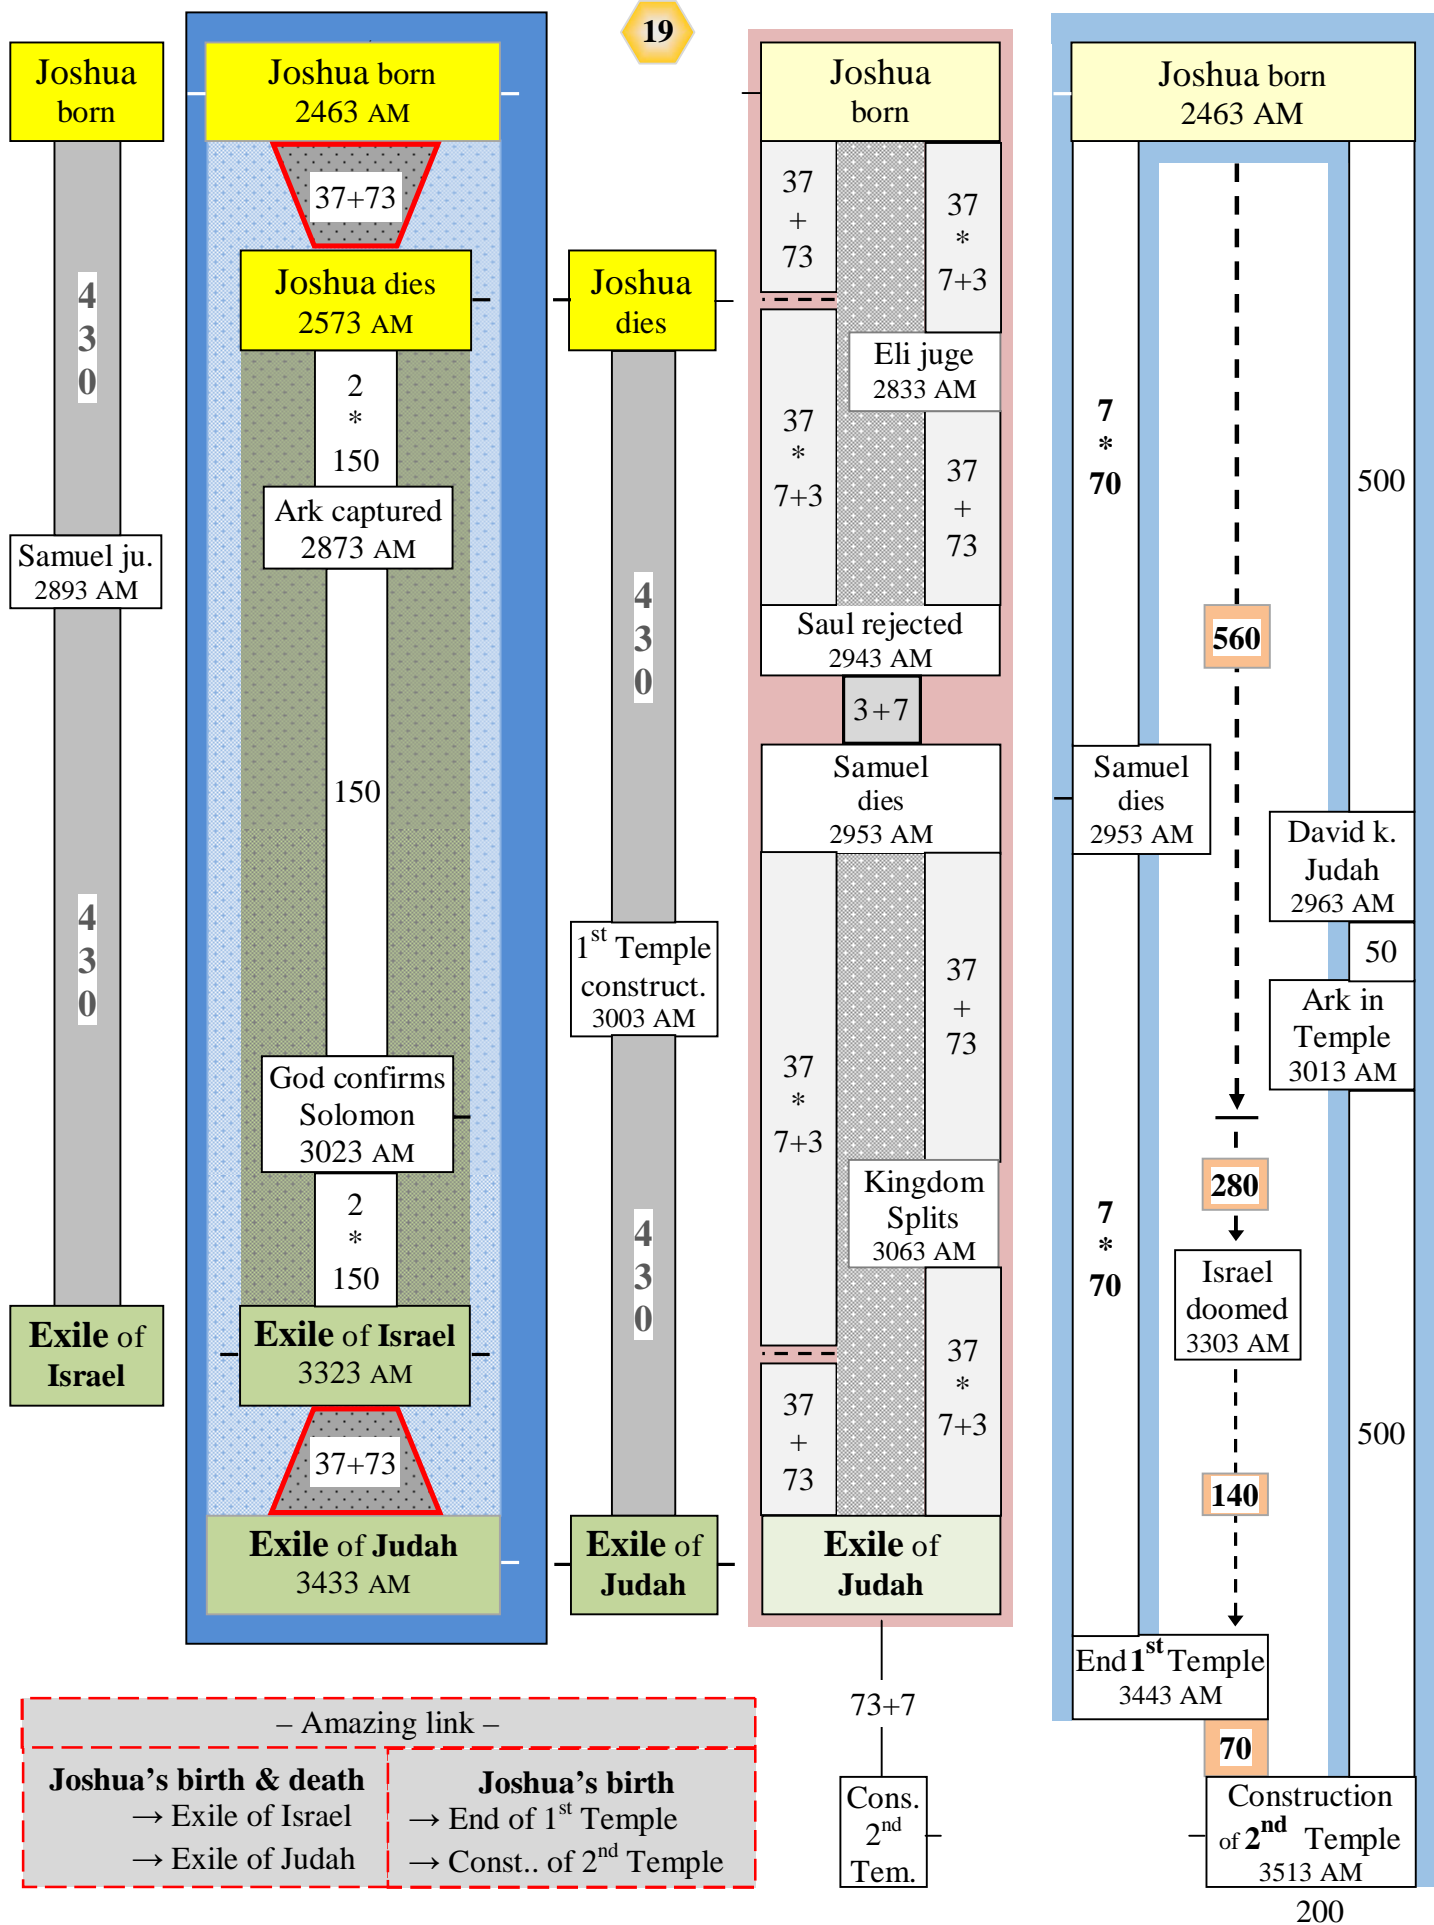 19
Joshua
born
4
3
0
Samuel ju.
2893 AM
4
3
0
Exile of
Israel
Joshua born
2463 AM
37+73
Joshua dies
2573 AM
2
*
150
Ark captured
2873 AM
150
God confirms
Solomon
3023 AM
2
*
150
Exile of Israel
3323 AM
37+73
Exile of Judah
3433 AM
Joshua
dies
4
3
0
1st Temple
construct.
3003 AM
4
3
0
Exile of
Judah
Joshua
born
37
+
73
37
*
7+3
37
*
7+3
Eli juge
2833 AM
37
+
73
Saul rejected
2943 AM
3+7
Samuel
dies
2953 AM
37
*
7+3
37
+
73
37
+
73
Kingdom
Splits
3063 AM
37
*
7+3
Exile of
Judah
73+7
Cons.
2nd
Tem.
Joshua born
2463 AM
7
*
70
Samuel
dies
2953 AM
7
*
70
End 1st Temple
3443 AM
560
280
Israel
doomed
3303 AM
140
70
500
David k.
Judah
2963 AM
50
Ark in
Temple
3013 AM
500
Construction
of 2nd Temple
3513 AM
200
– Amazing link –
Joshua’s birth & death
→ Exile of Israel
→ Exile of Judah
Joshua’s birth
→ End of 1st Temple
→ Const.. of 2nd Temple